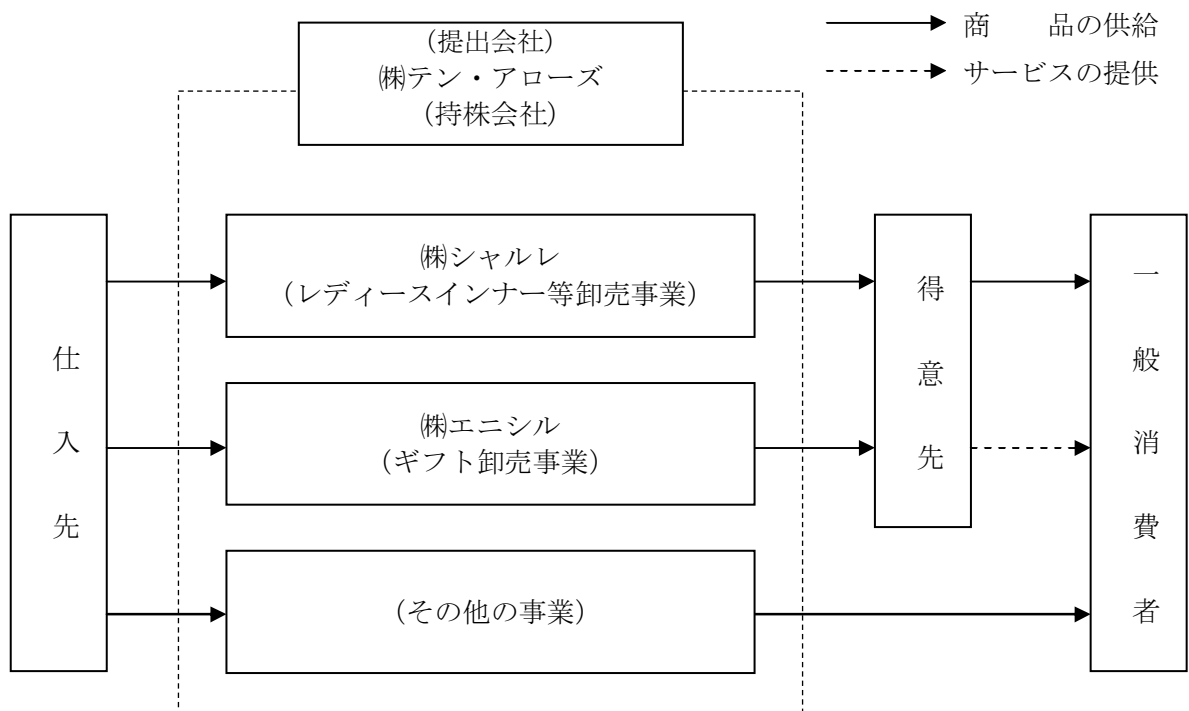 (提出会社)
㈱テン・アローズ
(持株会社)
商　　品の供給
サービスの提供
仕入先
㈱シャルレ
(レディースインナー等卸売事業)
㈱エニシル
(ギフト卸売事業)
(その他の事業)
得意先
一般消費者